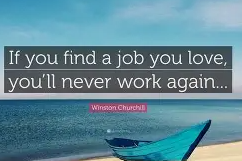 If you find a job you love,
you'll never work again...
Winston Churchill